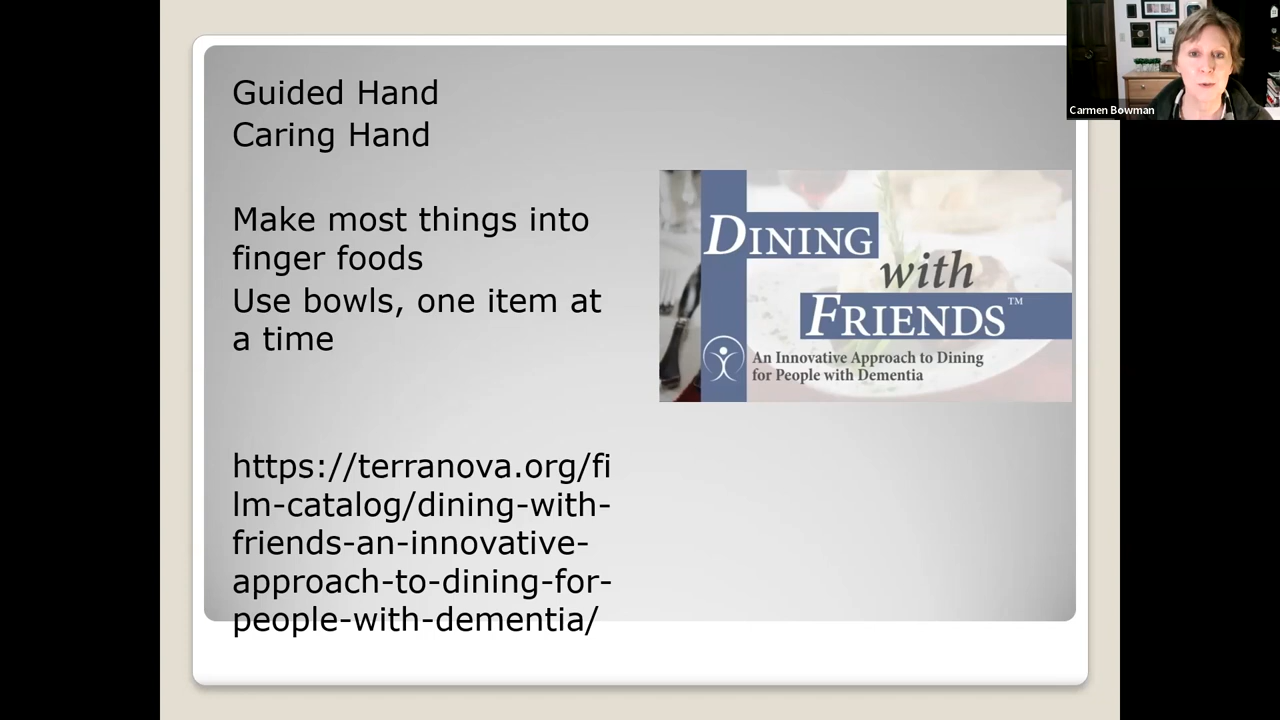 Guided Hand
Caring Hand
Make most things into
finger foods
Use bowls, one item at
a time
https://terranova.org/fi
lm-catalog/dining-with-
friends-an-innovative-
approach-to-dining-for-
people-with-dementia/
DINING
with
FRIENDS™
An Innovative Approach to Dining
for People with Dementia
Carmen Bowman